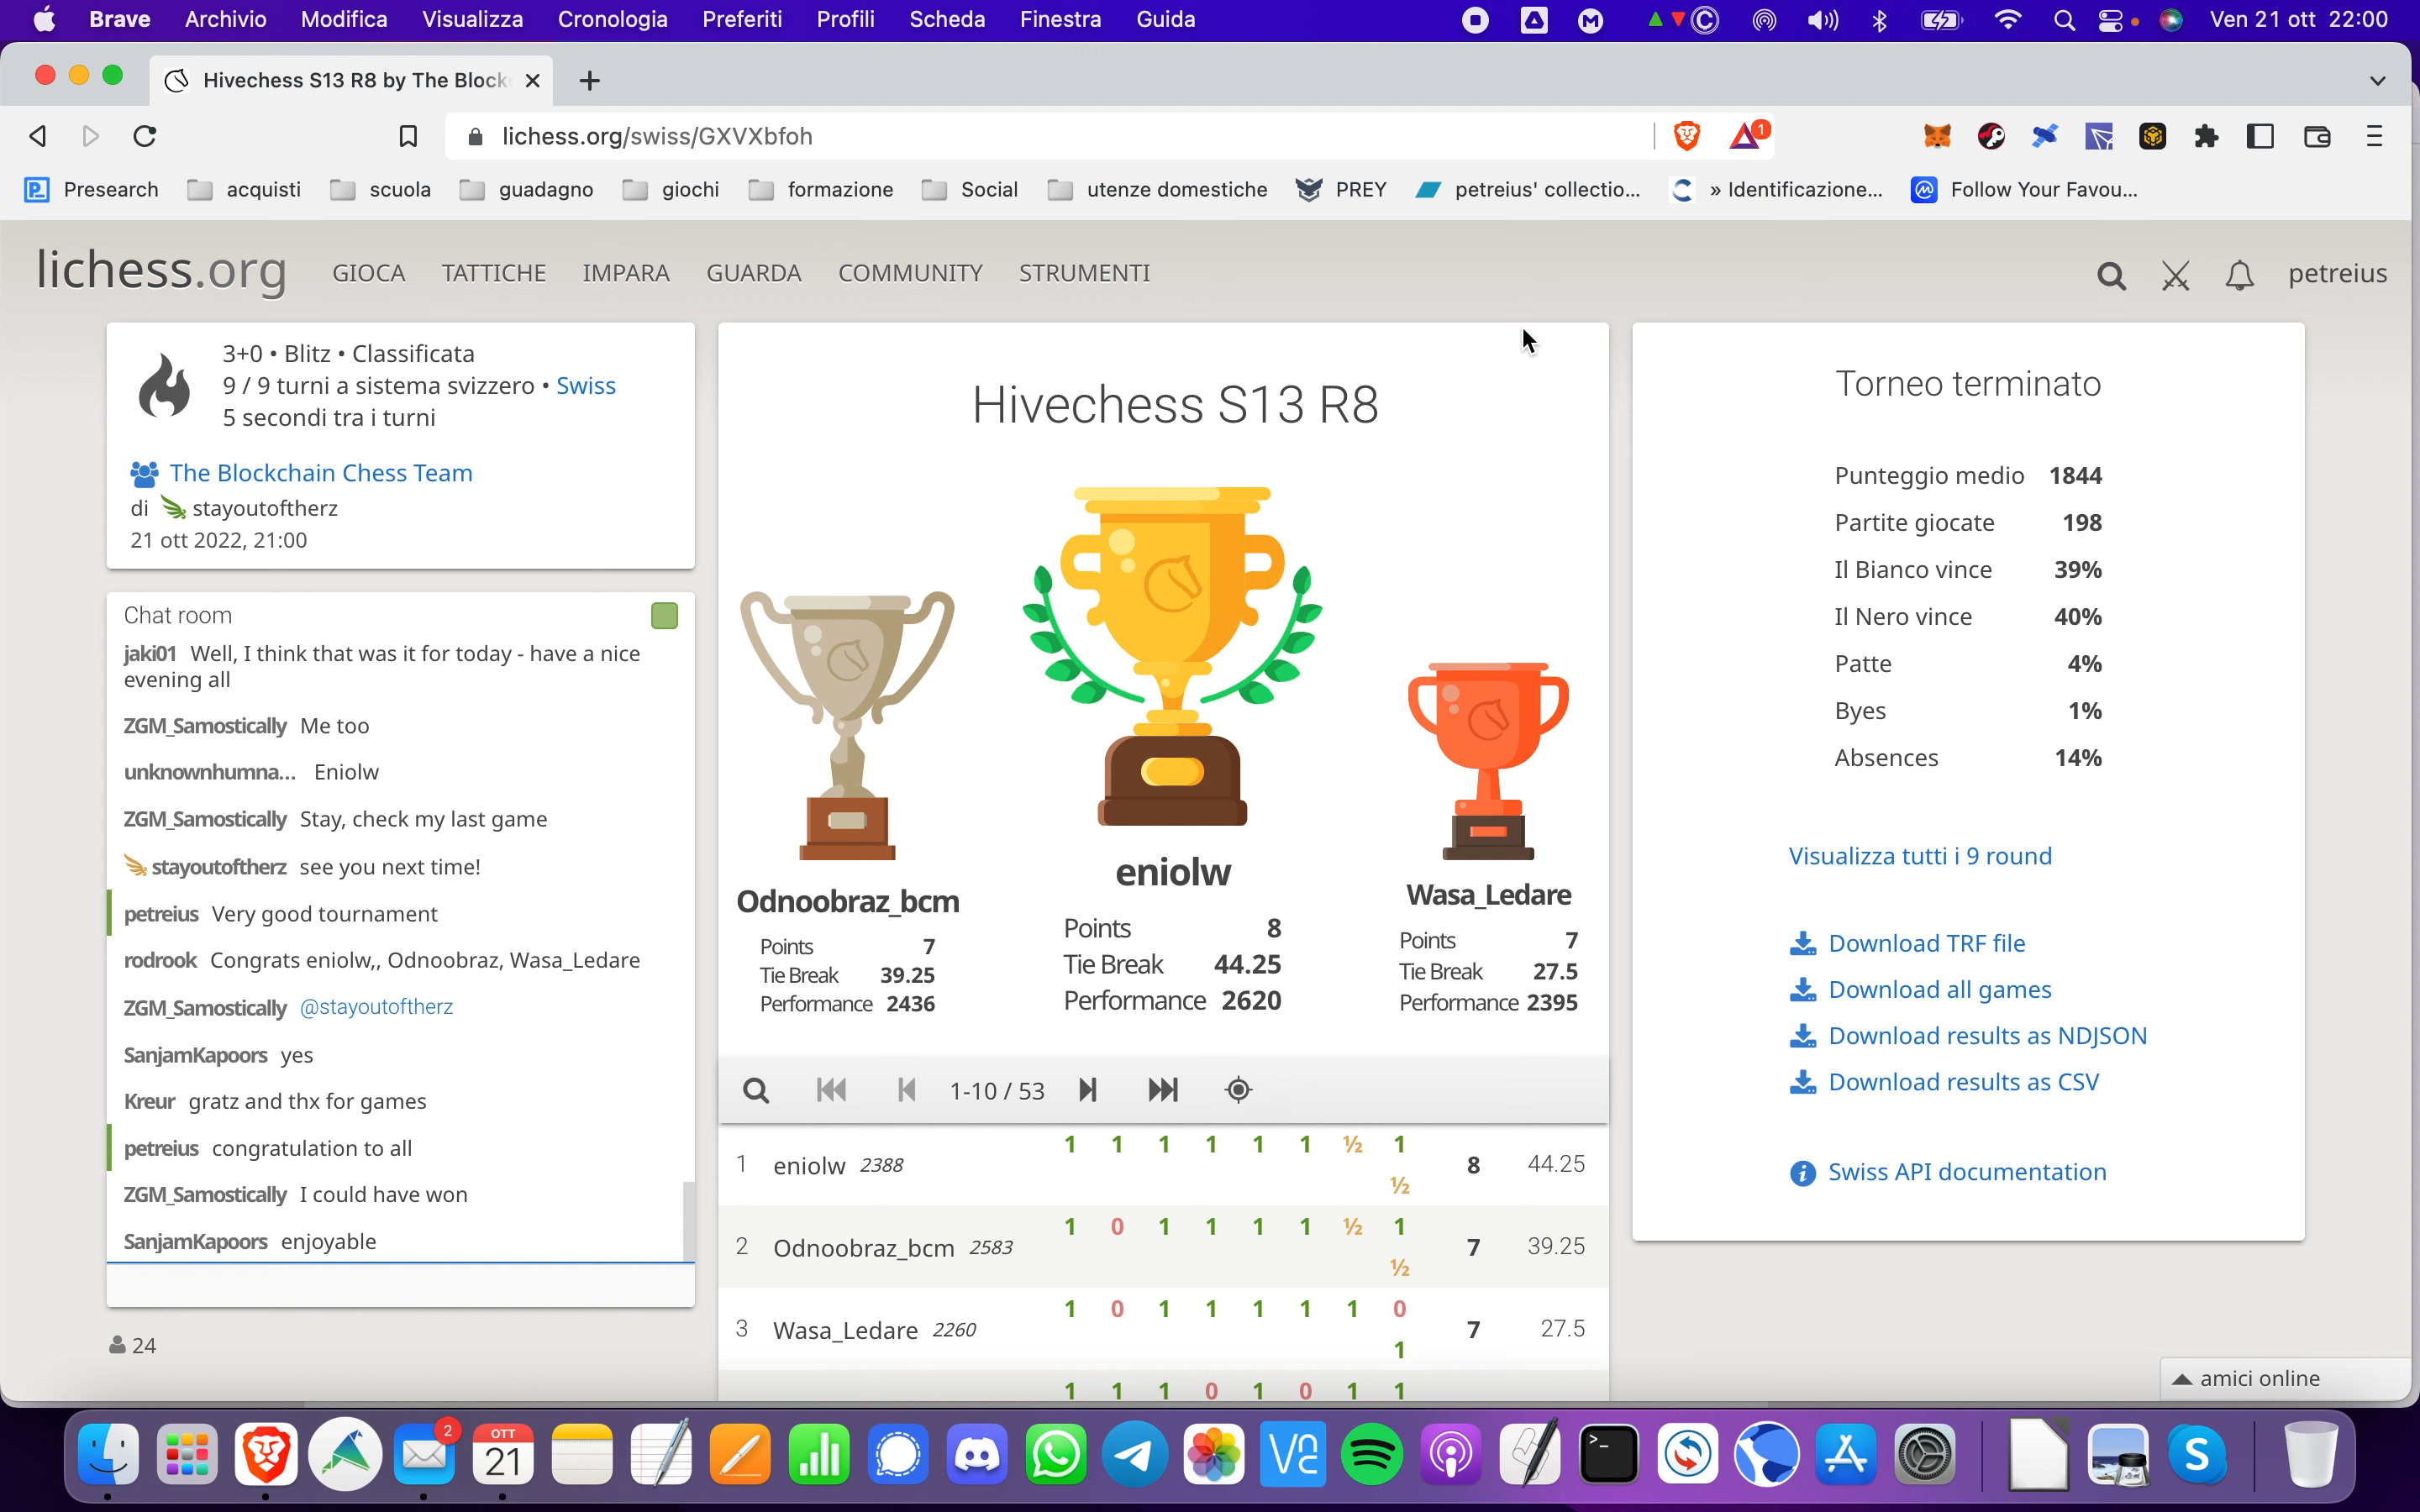 Brave Archivio Modifica Visualizza Cronologia Preferiti Profili Scheda Finestra Guida Ven 21 ott 22:00
Hivechess S13 R8 by The Block
lichess.org/swiss/GXVXbfoh
1
Presearch acquisti scuola guadagno giochi formazione Social utenze domestiche PREY petreius' collectio... » Identificazione... Follow Your Favou...
lichess.org GIOCA TATTICHE IMPARA GUARDA COMMUNITY STRUMENTI petreius
3+0 • Blitz • Classificata
9 / 9 turni a sistema svizzero • Swiss
5 secondi tra i turni
The Blockchain Chess Team
di stayoutoftherz
21 ott 2022, 21:00
Chat room
jaki01 Well, I think that was it for today - have a nice
evening all
ZGM_Samostically Me too
unknownhumna... Eniolw
ZGM_Samostically Stay, check my last game
stayoutoftherz see you next time!
petreius Very good tournament
rodrook Congrats eniolw,, Odnoobraz, Wasa_Ledare
ZGM_Samostically @stayoutoftherz
SanjamKapoors yes
Kreur gratz and thx for games
petreius congratulation to all
ZGM_Samostically I could have won
SanjamKapoors enjoyable
24
Hivechess S13 R8
Odnoobraz_bcm
Points 7
Tie Break 39.25
Performance 2436
eniolw
Points 8
Tie Break 44.25
Performance 2620
Wasa_Ledare
Points 7
Tie Break 27.5
Performance 2395
1-10 / 53
1 eniolw 2388 1 1 1 1 1 1 ½ 1 8 44.25
½
2 Odnoobraz_bcm 2583 1 0 1 1 1 1 ½ 1 7 39.25
½
3 Wasa_Ledare 2260 1 0 1 1 1 1 1 0 7 27.5
1
1 1 1 0 1 0 1 1
Torneo terminato
Punteggio medio 1844
Partite giocate 198
Il Bianco vince 39%
Il Nero vince 40%
Patte 4%
Byes 1%
Absences 14%
Visualizza tutti i 9 round
Download TRF file
Download all games
Download results as NDJSON
Download results as CSV
Swiss API documentation
amici online
2
OTT
21